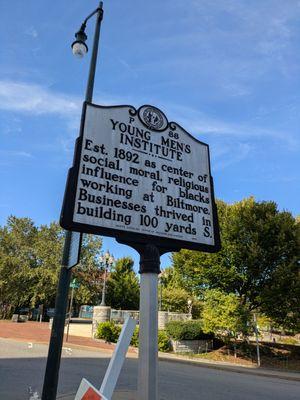 P 88
YOUNG MEN'S
INSTITUTE
Est. 1892 as center of
social, moral, religious
influence for blacks
working at Biltmore.
Businesses thrived in
building 100 yards S.